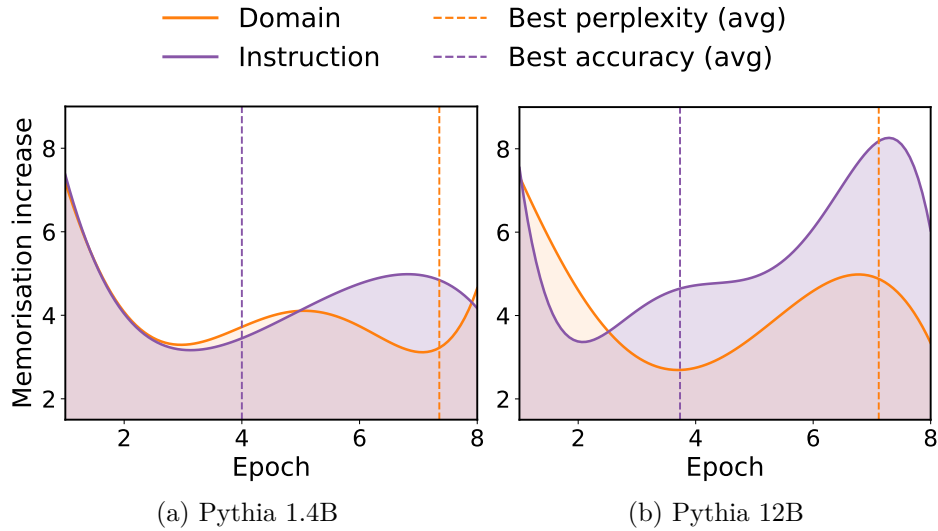 Domain
Instruction
Best perplexity (avg)
Best accuracy (avg)
Memorisation increase
8
6
4
2
2
4
6
8
Epoch
(a) Pythia 1.4B
8
6
4
2
2
4
6
8
Epoch
(b) Pythia 12B